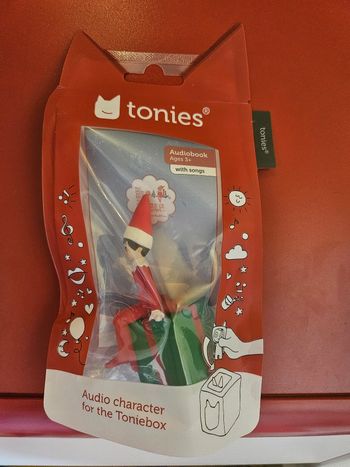 tonies®
Audiobook
Ages 3+
with songs
tonies®
Audio character
for the Toniebox